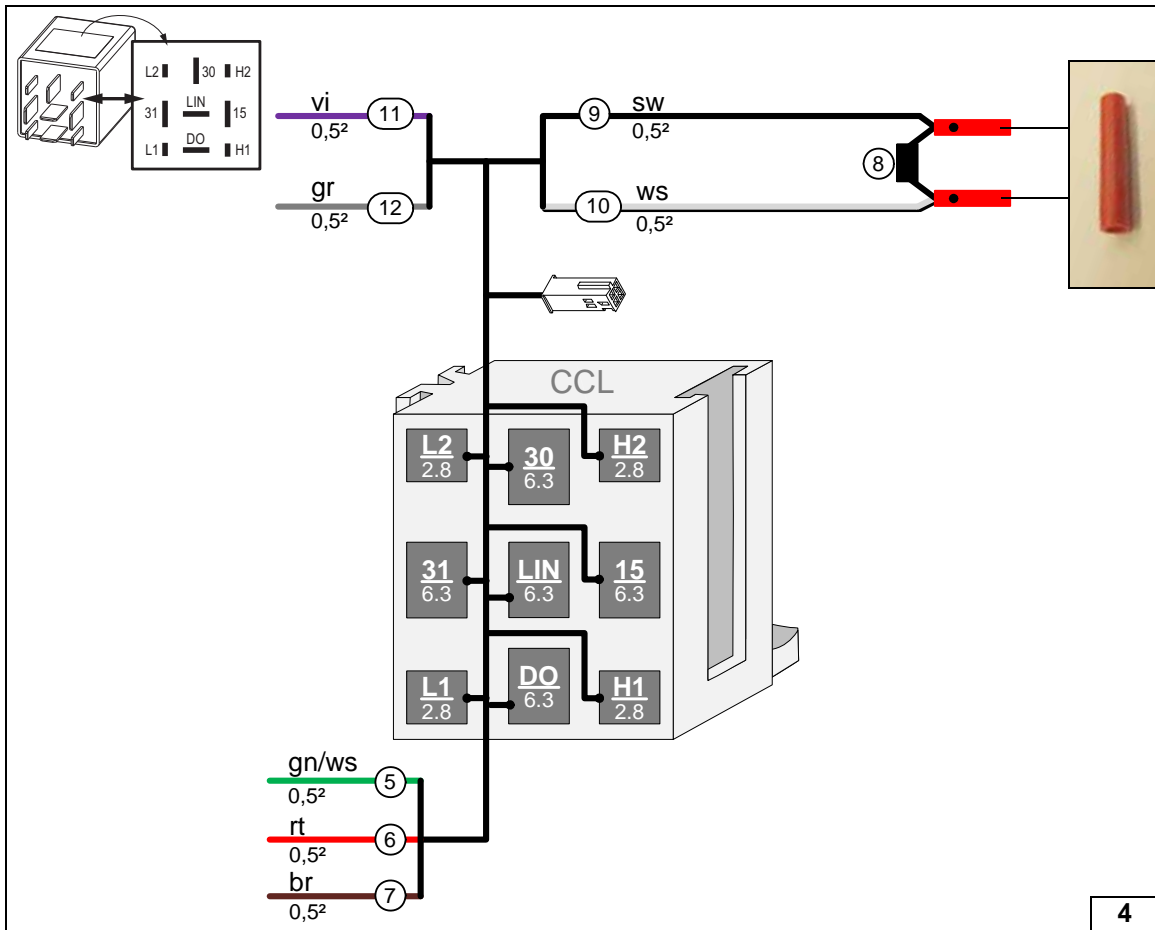 L2 30 H2
31 LIN 15
L1 DO H1
vi 11
0,5²
gr 12
0,5²
9 sw
0,5²
8
10 ws
0,5²
CCL
L2
2.8
30
6.3
H2
2.8
31
6.3
LIN
6.3
15
6.3
L1
2.8
DO
6.3
H1
2.8
gn/ws 5
0,5²
rt 6
0,5²
br 7
0,5²
4